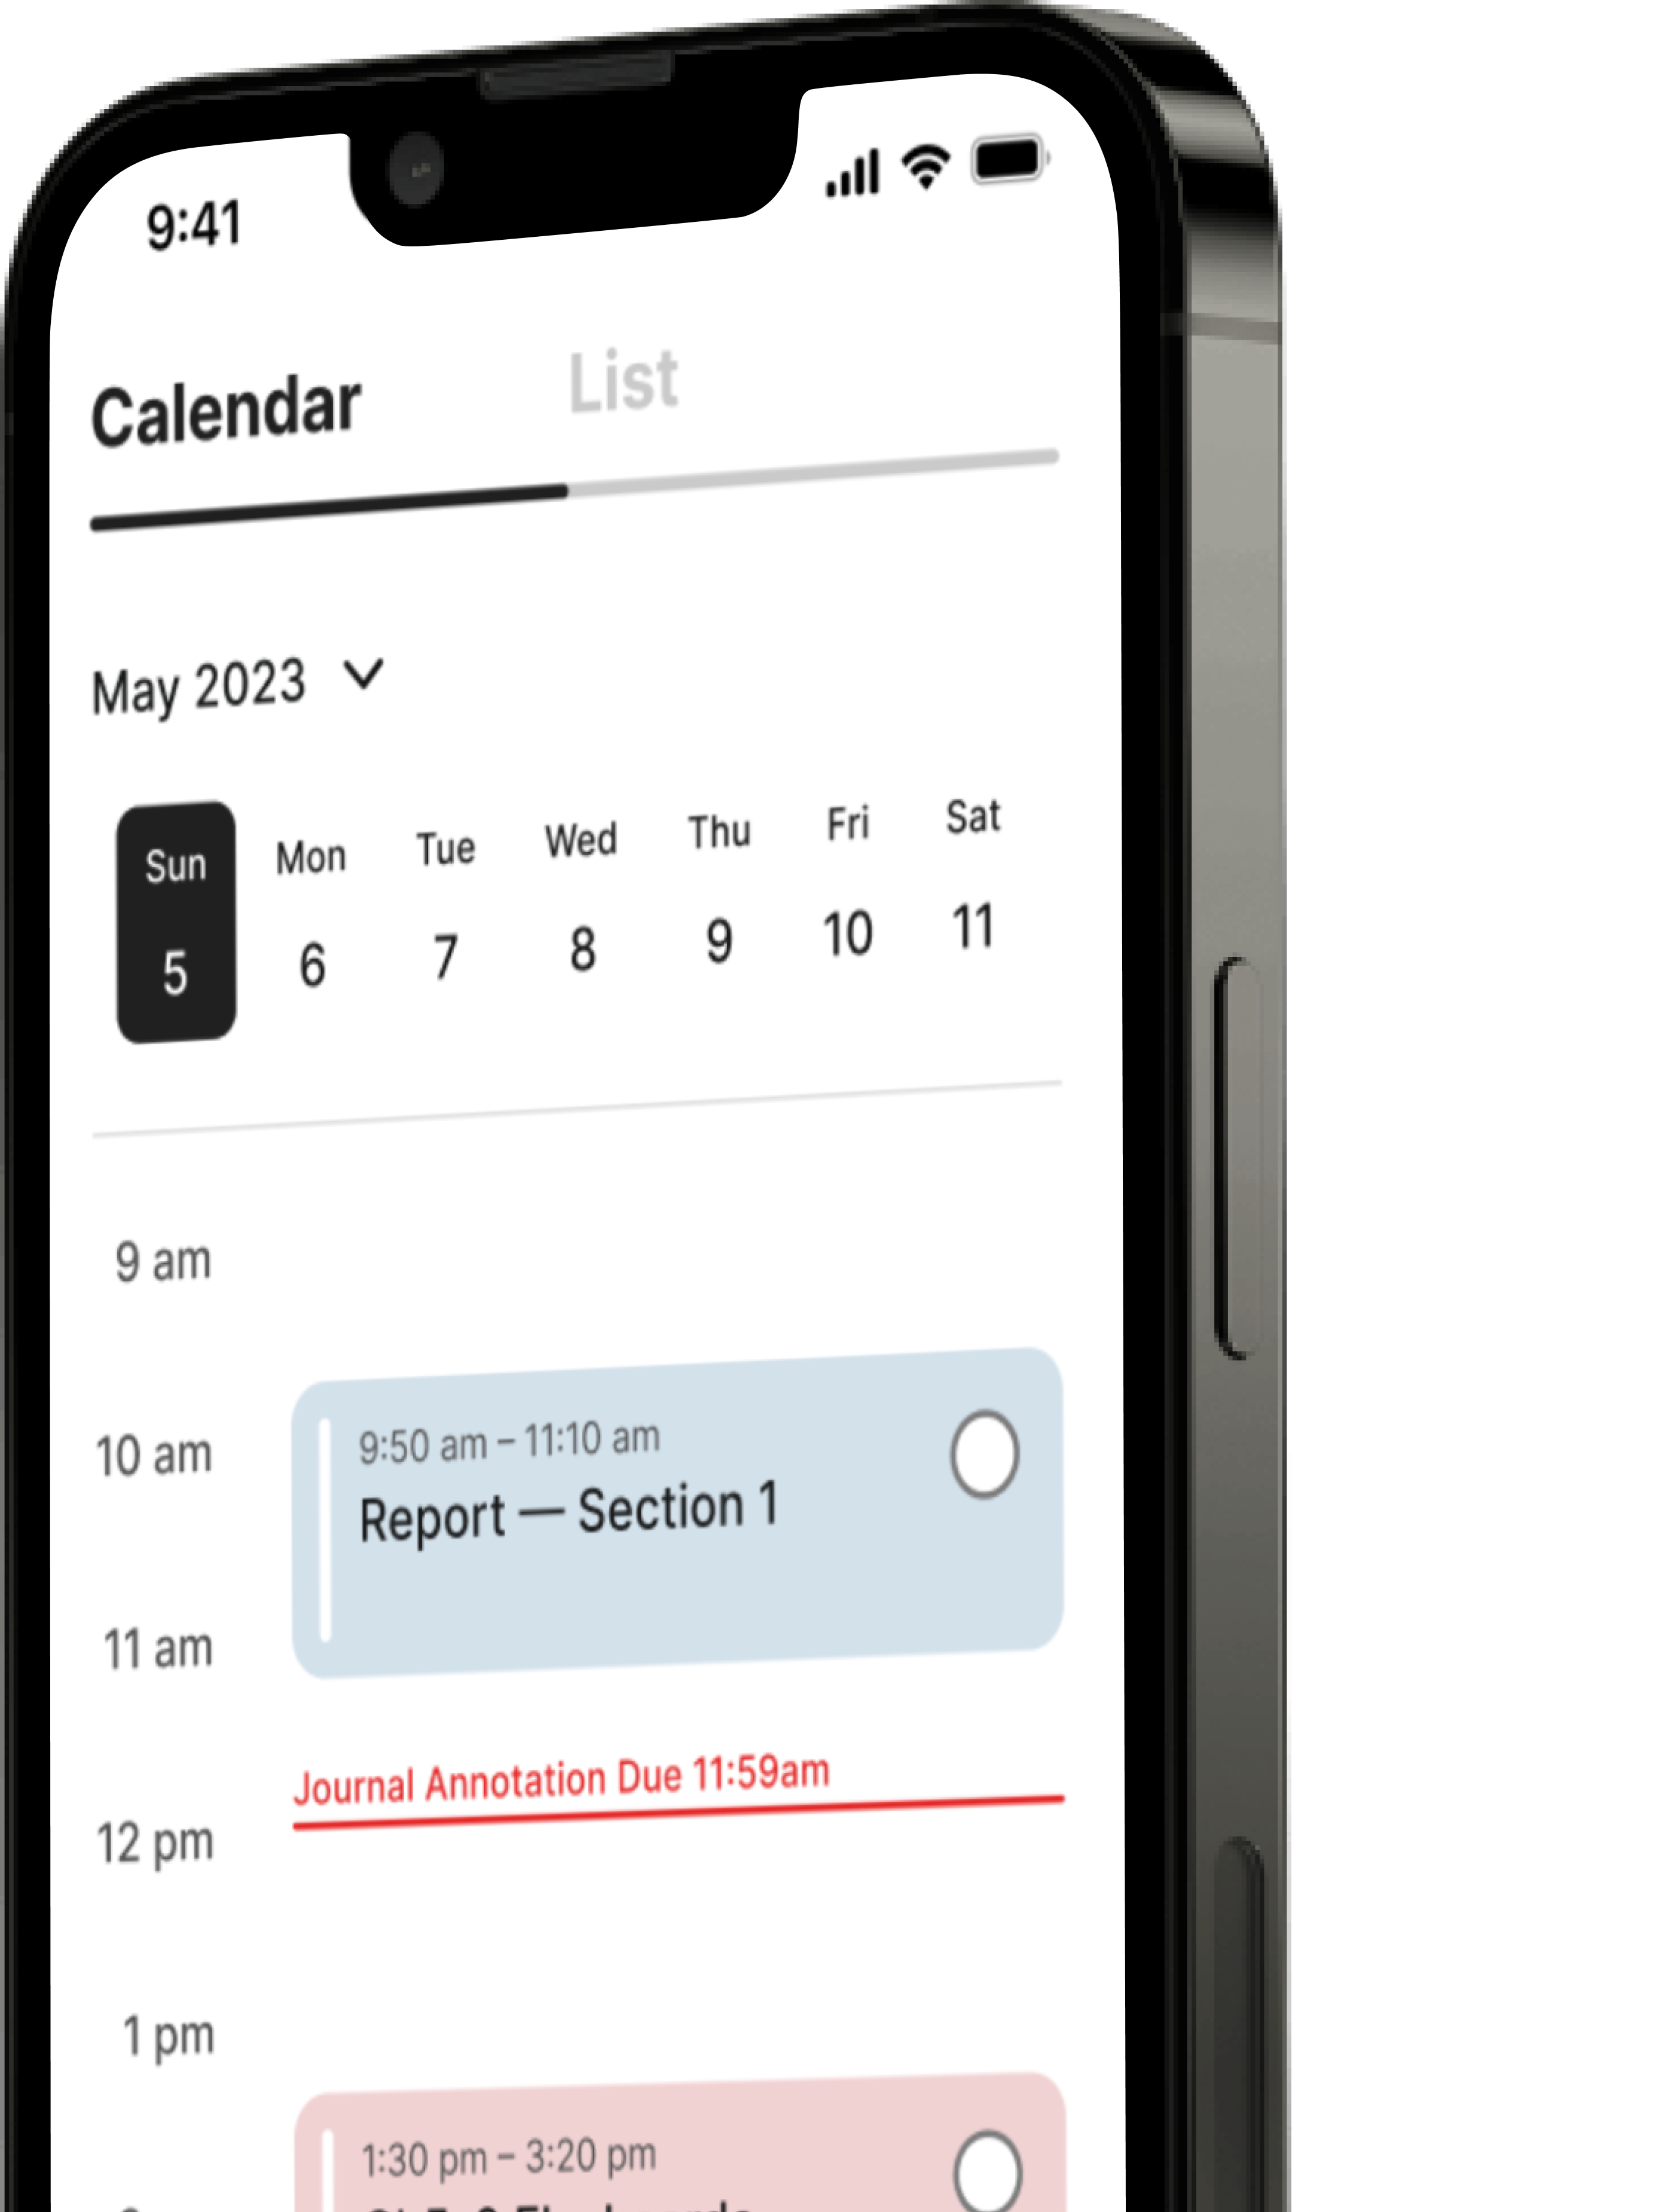 9:41
Calendar List
May 2023
Sun Mon Tue Wed Thu Fri Sat
5 6 7 8 9 10 11
9 am
10 am
9:50 am – 11:10 am
Report — Section 1
11 am
Journal Annotation Due 11:59am
12 pm
1 pm
1:30 pm – 3:20 pm